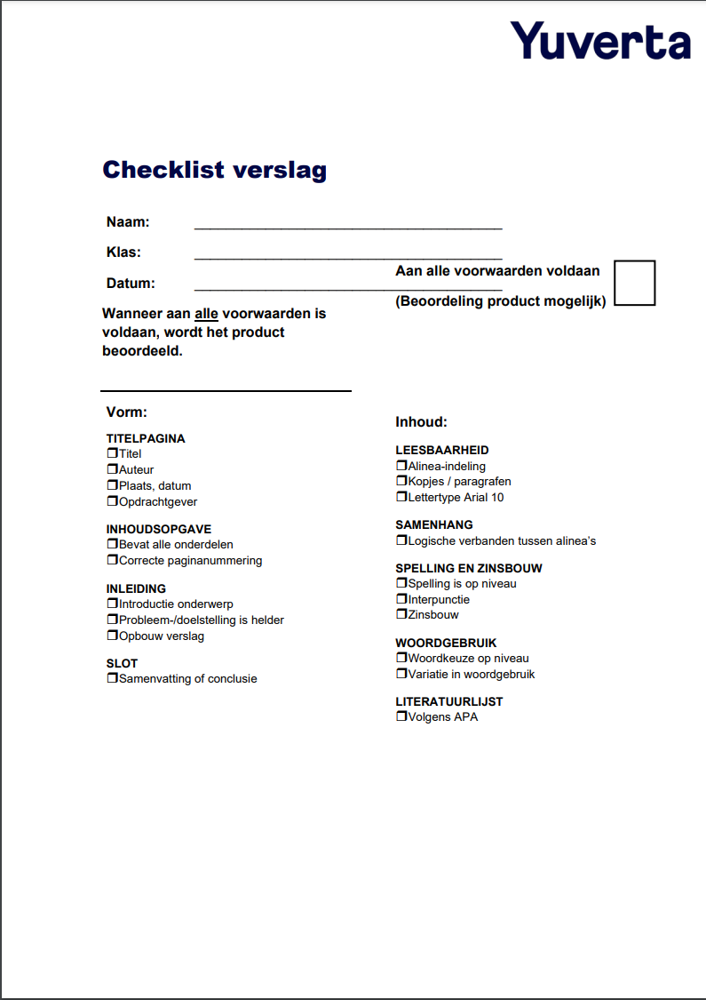 Yuverta
Checklist verslag
Naam:
Klas:
Datum:
Aan alle voorwaarden voldaan
(Beoordeling product mogelijk)
Wanneer aan alle voorwaarden is
voldaan, wordt het product
beoordeeld.
Vorm:
TITELPAGINA
❒Titel
❒Auteur
❒Plaats, datum
❒Opdrachtgever
INHOUDSOPGAVE
❒Bevat alle onderdelen
❒Correcte paginanummering
INLEIDING
❒Introductie onderwerp
❒Probleem-/doelstelling is helder
❒Opbouw verslag
SLOT
❒Samenvatting of conclusie
Inhoud:
LEESBAARHEID
❒Alinea-indeling
❒Kopjes / paragrafen
❒Lettertype Arial 10
SAMENHANG
❒Logische verbanden tussen alinea’s
SPELLING EN ZINSBOUW
❒Spelling is op niveau
❒Interpunctie
❒Zinsbouw
WOORDGEBRUIK
❒Woordkeuze op niveau
❒Variatie in woordgebruik
LITERATUURLIJST
❒Volgens APA